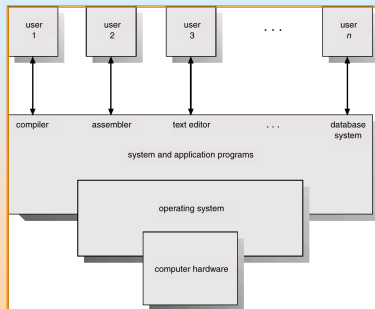 user user user . . . user
1 2 3 n
compiler assembler text editor . . . database
system
system and application programs
operating system
computer hardware